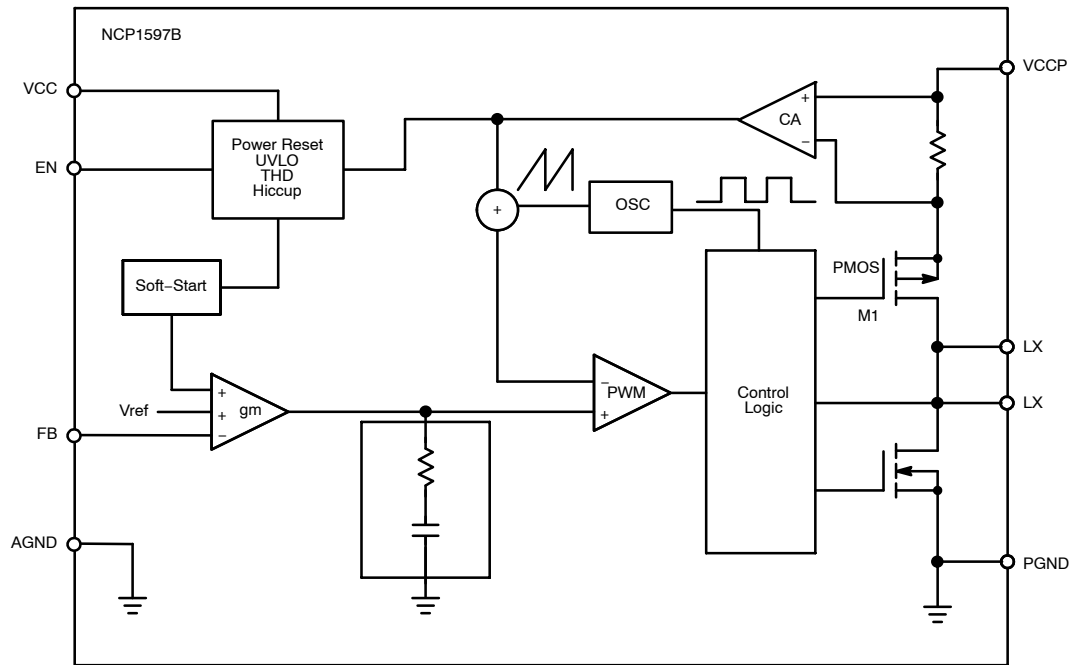 NCP1597B
VCC
EN
Power Reset
UVLO
THD
Hiccup
Soft−Start
Vref
FB
AGND
+
+
−
gm
+
OSC
+
−
CA
−
+
PWM
Control
Logic
PMOS
M1
VCCP
LX
LX
PGND